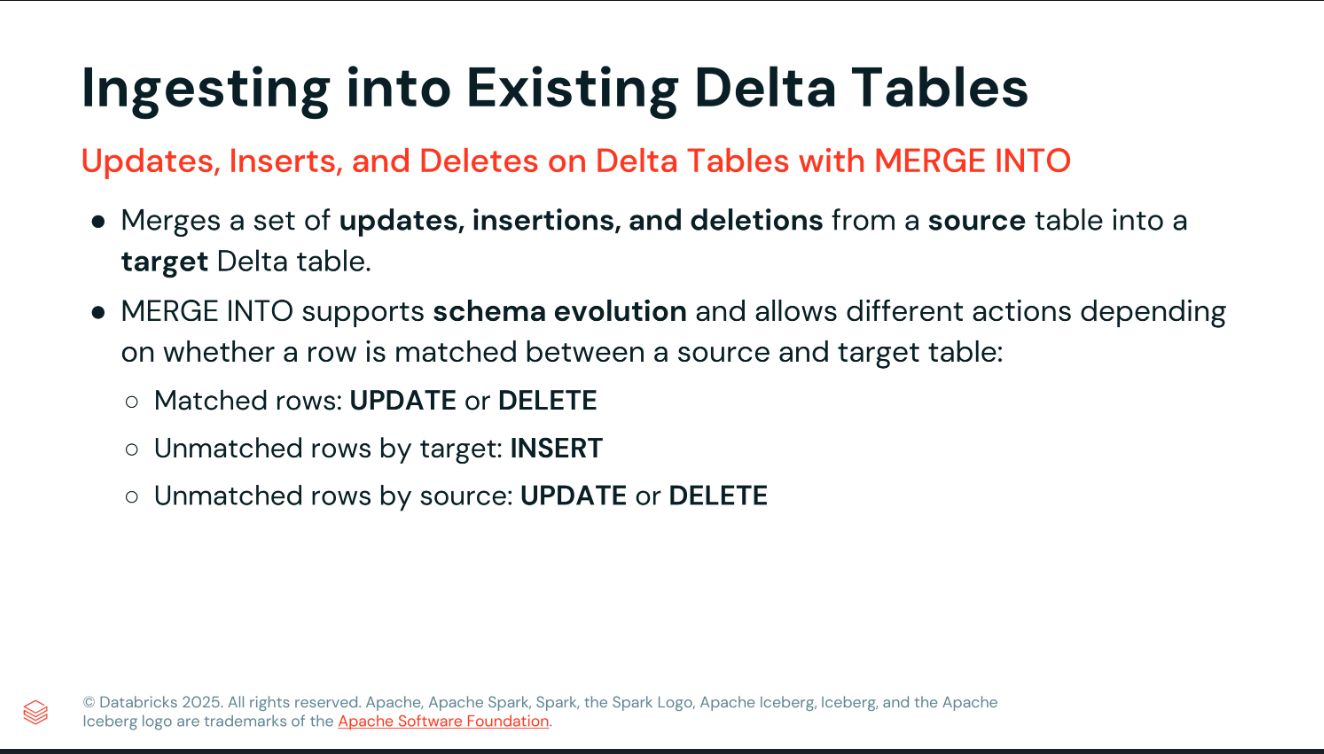 Ingesting into Existing Delta Tables
Updates, Inserts, and Deletes on Delta Tables with MERGE INTO
● Merges a set of updates, insertions, and deletions from a source table into a
target Delta table.
● MERGE INTO supports schema evolution and allows different actions depending
on whether a row is matched between a source and target table:
○ Matched rows: UPDATE or DELETE
○ Unmatched rows by target: INSERT
○ Unmatched rows by source: UPDATE or DELETE
© Databricks 2025. All rights reserved. Apache, Apache Spark, Spark, the Spark Logo, Apache Iceberg, Iceberg, and the Apache
Iceberg logo are trademarks of the Apache Software Foundation.